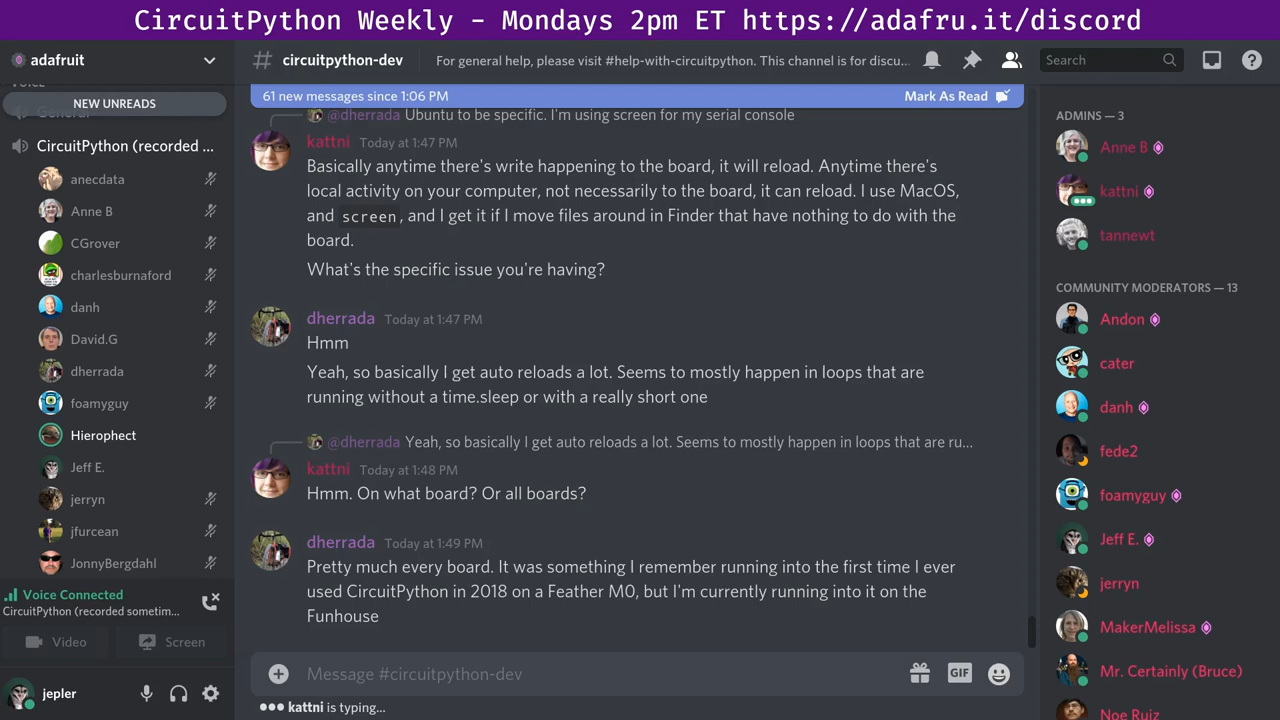 CircuitPython Weekly - Mondays 2pm ET https://adafru.it/discord
adafruit
VOICE
NEW UNREADS
General
CircuitPython (recorded ...
anecdata
Anne B
CGrover
charlesburnaford
danh
David.G
dherrada
foamyguy
Hierophect
Jeff E.
jerryn
jfurcean
JonnyBergdahl
Voice Connected
CircuitPython (recorded sometim...
Video
Screen
jepler
# circuitpython-dev
For general help, please visit #help-with-circuitpython. This channel is for discu...
Search
61 new messages since 1:06 PM
Mark As Read
@dherrada Ubuntu to be specific. I'm using screen for my serial console
kattni Today at 1:47 PM
Basically anytime there's write happening to the board, it will reload. Anytime there's
local activity on your computer, not necessarily to the board, it can reload. I use MacOS,
and screen, and I get it if I move files around in Finder that have nothing to do with the
board.
What's the specific issue you're having?
dherrada Today at 1:47 PM
Hmm
Yeah, so basically I get auto reloads a lot. Seems to mostly happen in loops that are
running without a time.sleep or with a really short one
@dherrada Yeah, so basically I get auto reloads a lot. Seems to mostly happen in loops that are ru...
kattni Today at 1:48 PM
Hmm. On what board? Or all boards?
dherrada Today at 1:49 PM
Pretty much every board. It was something I remember running into the first time I ever
used CircuitPython in 2018 on a Feather M0, but I'm currently running into it on the
Funhouse
Message #circuitpython-dev
GIF
kattni is typing...
ADMINS — 3
Anne B
kattni
tannewt
COMMUNITY MODERATORS — 13
Andon
cater
danh
fede2
foamyguy
Jeff E.
jerryn
MakerMelissa
Mr. Certainly (Bruce)
Noe Ruiz